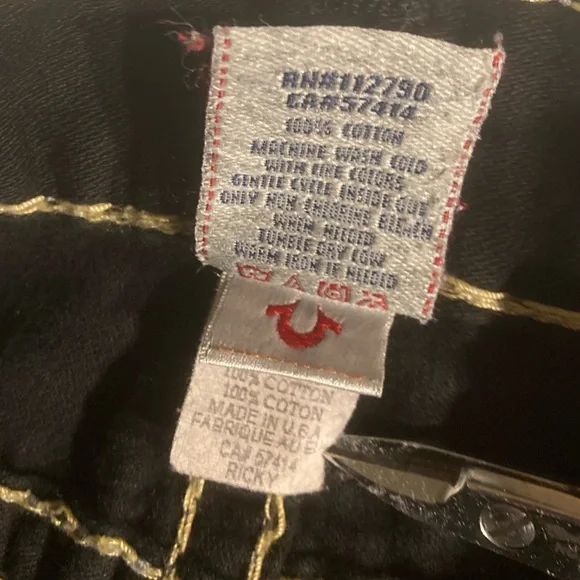 RN#112790
CA#57414
100% COTTON
MACHINE WASH COLD
WITH LIKE COLORS
GENTLE CYCLE INSIDE OUT
ONLY NON-CHLORINE BLEACH
WHEN NEEDED
TUMBLE DRY LOW
WARM IRON IF NEEDED
100% COTTON
100% COTON
MADE IN U.S.A
FABRIQUE AU
CA# 57414
RICKY